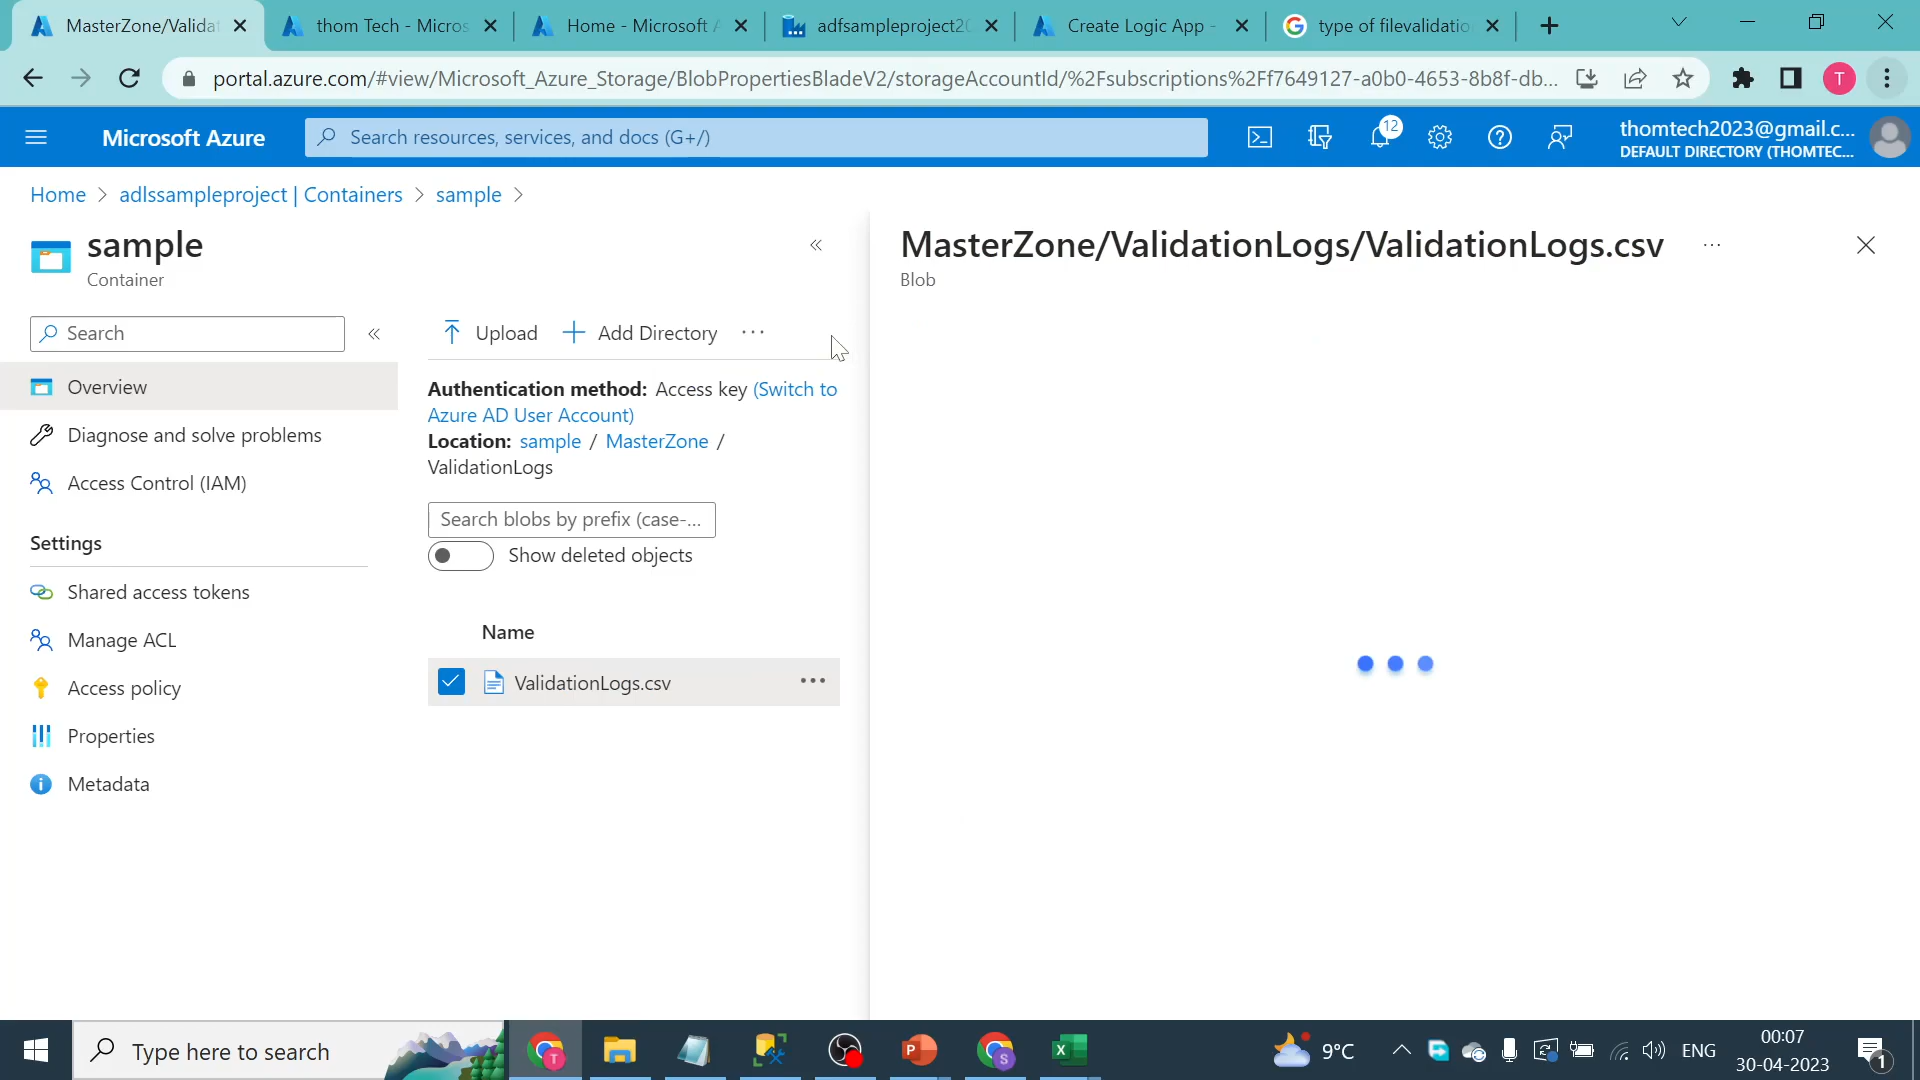 MasterZone/Valida
thom Tech - Micros
Home - Microsoft A
adfsampleproject20
Create Logic App -
type of filevalidatio
portal.azure.com/#view/Microsoft_Azure_Storage/BlobPropertiesBladeV2/storageAccountId/%2Fsubscriptions%2Ff7649127-a0b0-4653-8b8f-db...
T
Microsoft Azure
Search resources, services, and docs (G+/)
12
thomtech2023@gmail.c...
DEFAULT DIRECTORY (THOMTEC...
Home > adlssampleproject | Containers > sample >
sample
Container
MasterZone/ValidationLogs/ValidationLogs.csv ...
Blob
Search
Upload
Add Directory
Overview
Diagnose and solve problems
Access Control (IAM)
Settings
Shared access tokens
Manage ACL
Access policy
Properties
Metadata
Authentication method: Access key (Switch to
Azure AD User Account)
Location: sample / MasterZone /
ValidationLogs
Search blobs by prefix (case-...
Show deleted objects
Name
ValidationLogs.csv
Type here to search
T
P
S
X
9°C
ENG
00:07
30-04-2023
1